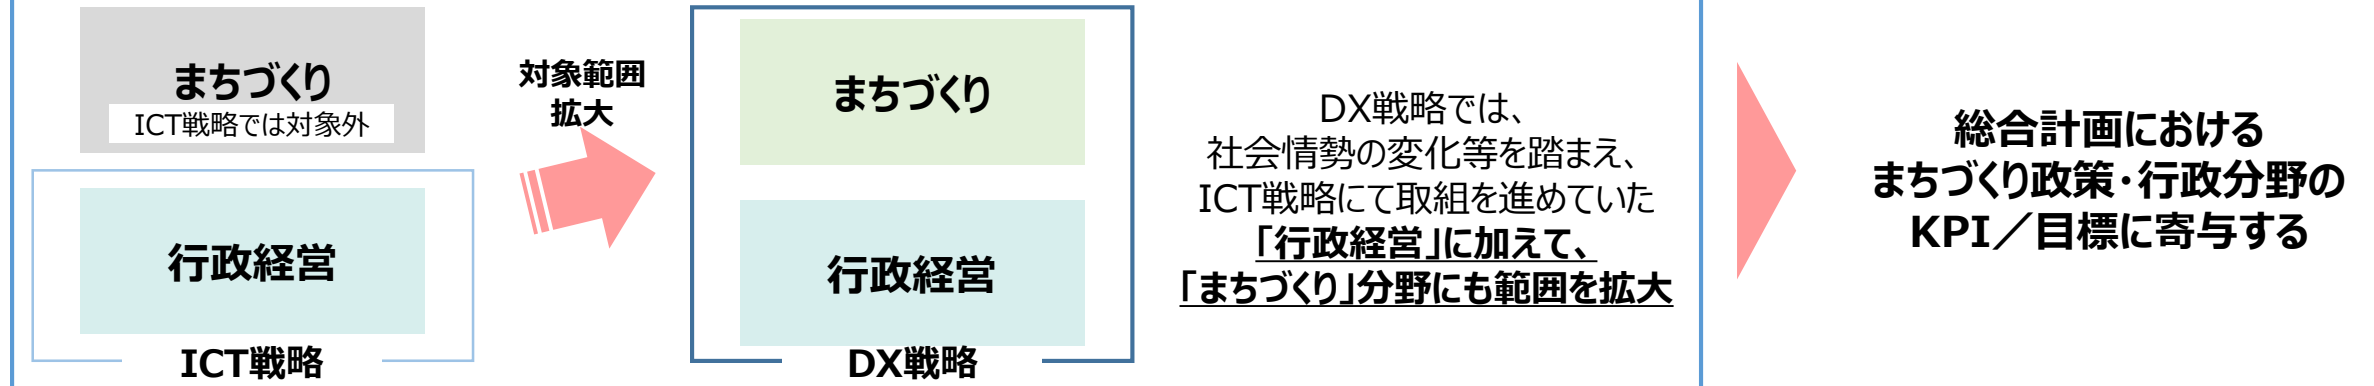 まちづくり
ICT戦略では対象外
行政経営
ICT戦略
対象範囲
拡大
まちづくり
行政経営
DX戦略
DX戦略では、
社会情勢の変化等を踏まえ、
ICT戦略にて取組を進めていた
「行政経営」に加えて、
「まちづくり」分野にも範囲を拡大
総合計画における
まちづくり政策・行政分野の
KPI／目標に寄与する